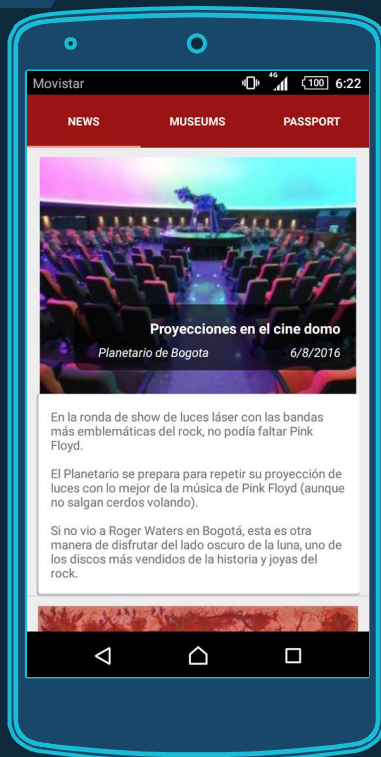 Movistar 4G 100 6:22
NEWS MUSEUMS PASSPORT
Proyecciones en el cine domo
Planetario de Bogota 6/8/2016
En la ronda de show de luces láser con las bandas
más emblemáticas del rock, no podía faltar Pink
Floyd.
El Planetario se prepara para repetir su proyección de
luces con lo mejor de la música de Pink Floyd (aunque
no salgan cerdos volando).
Si no vio a Roger Waters en Bogotá, esta es otra
manera de disfrutar del lado oscuro de la luna, uno de
los discos más vendidos de la historia y joyas del
rock.